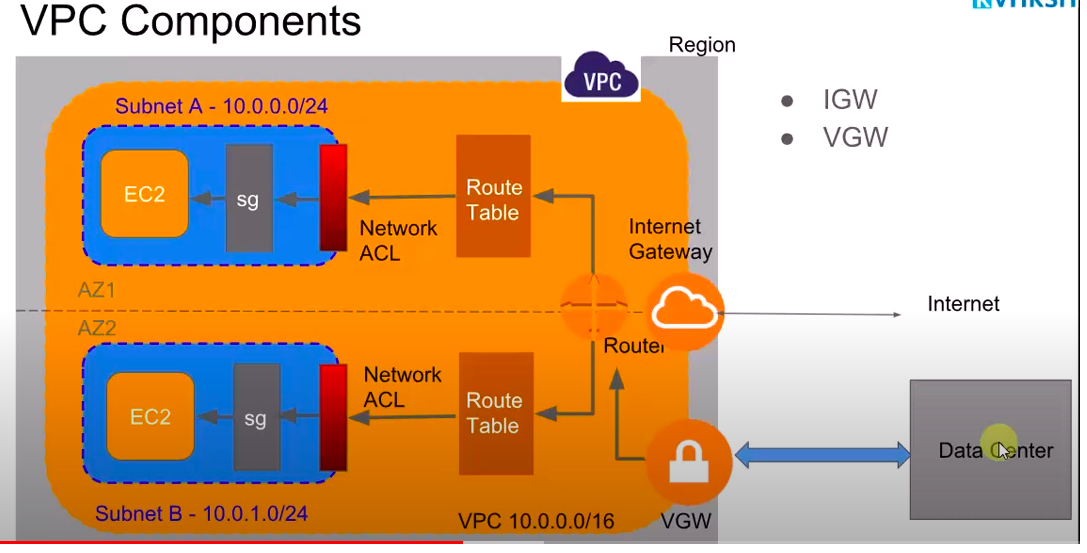 VPC Components
Region
VPC
Subnet A - 10.0.0.0/24
● IGW
● VGW
EC2
sg
Network
ACL
Route
Table
Internet
Gateway
AZ1
Internet
AZ2
Router
Network
ACL
EC2
sg
Route
Table
Data Center
Subnet B - 10.0.1.0/24
VPC 10.0.0.0/16
VGW